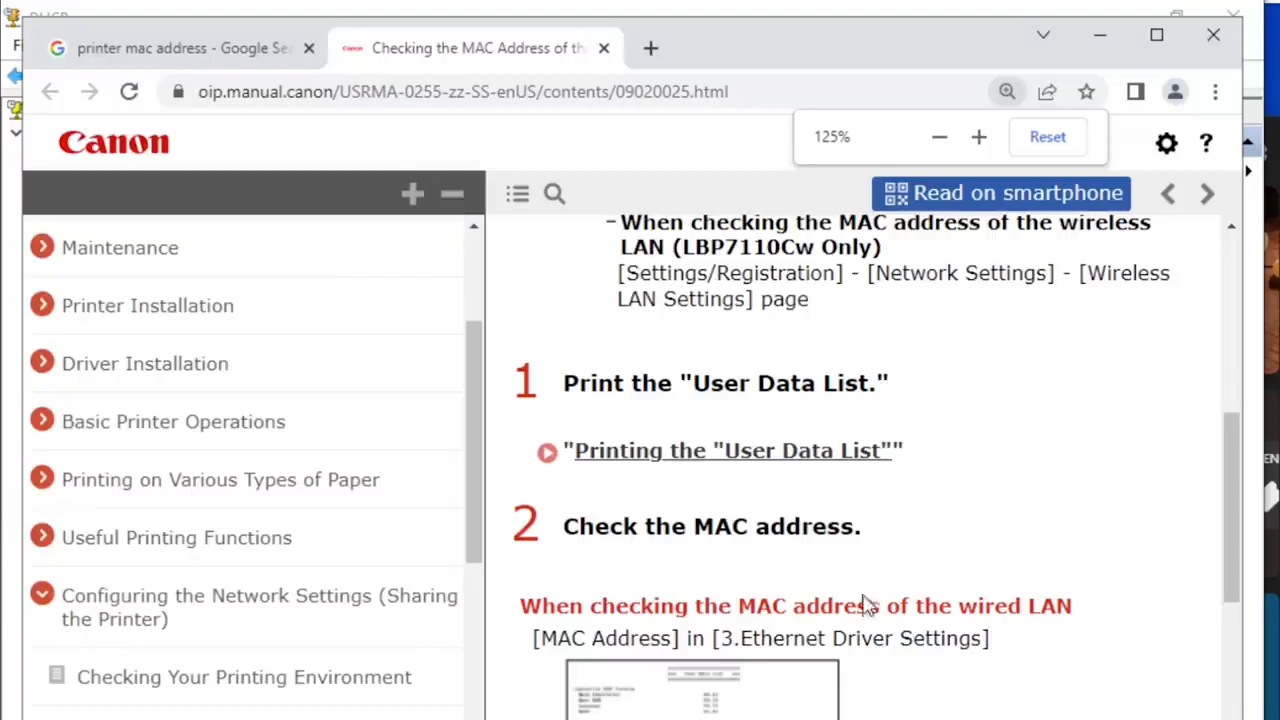 DHCP
printer mac address - Google Se
Canon
Checking the MAC Address of th
oip.manual.canon/USRMA-0255-zz-SS-enUS/contents/09020025.html
Canon
125%
Reset
Read on smartphone
Maintenance
Printer Installation
Driver Installation
Basic Printer Operations
Printing on Various Types of Paper
Useful Printing Functions
Configuring the Network Settings (Sharing
the Printer)
Checking Your Printing Environment
- When checking the MAC address of the wireless
LAN (LBP7110Cw Only)
[Settings/Registration] - [Network Settings] - [Wireless
LAN Settings] page
1 Print the "User Data List."
"Printing the "User Data List""
2 Check the MAC address.
When checking the MAC address of the wired LAN
[MAC Address] in [3.Ethernet Driver Settings]
EN